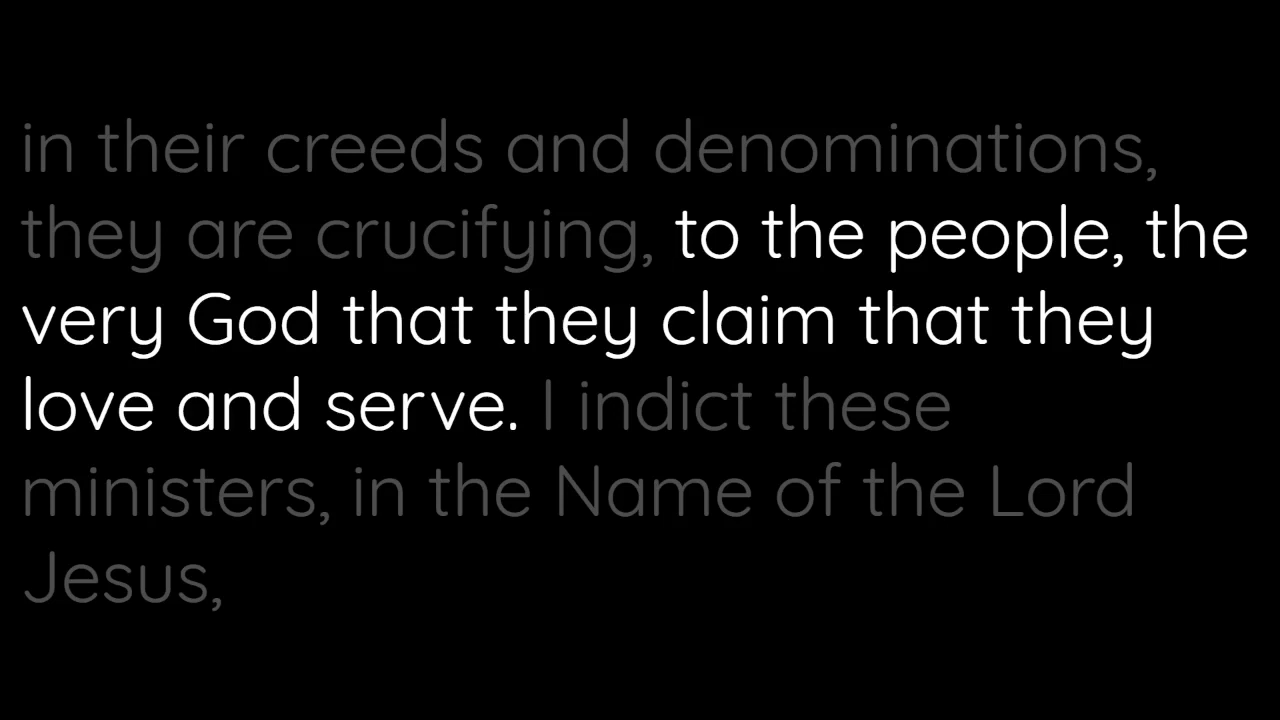 in their creeds and denominations,
they are crucifying, to the people, the
very God that they claim that they
love and serve. I indict these
ministers, in the Name of the Lord
Jesus,